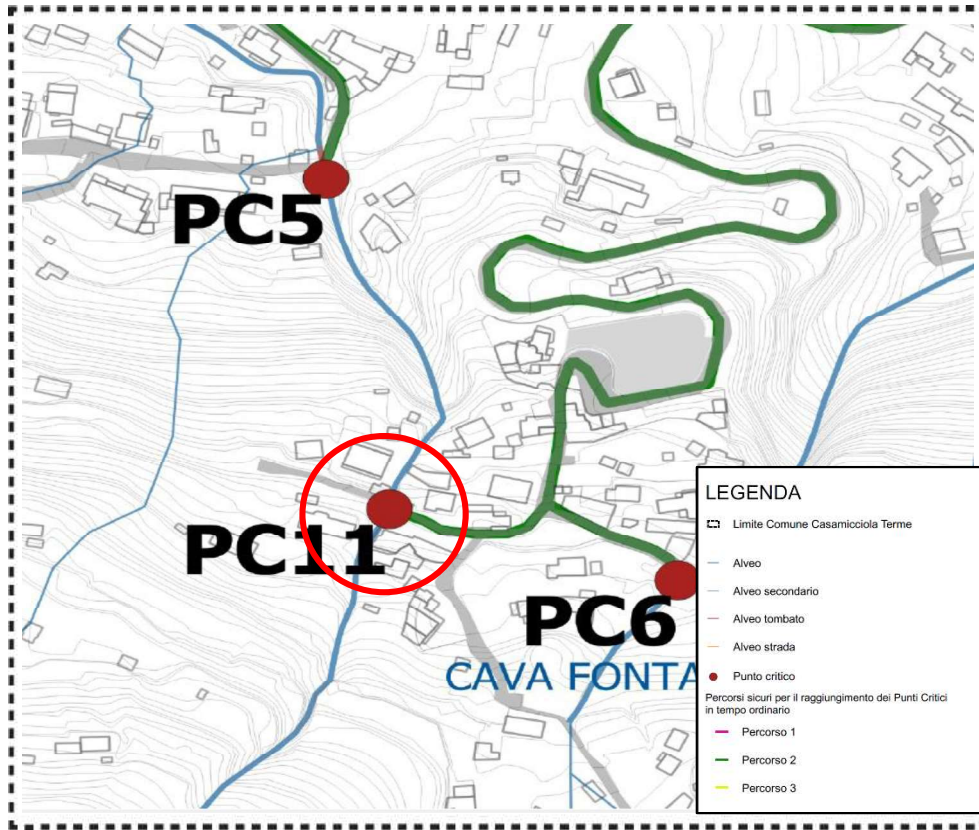 PC5
PC11
PC6
CAVA FONTA
LEGENDA
Limite Comune Casamicciola Terme
Alveo
Alveo secondario
Alveo tombato
Alveo strada
Punto critico
Percorsi sicuri per il raggiungimento dei Punti Critici
in tempo ordinario
Percorso 1
Percorso 2
Percorso 3